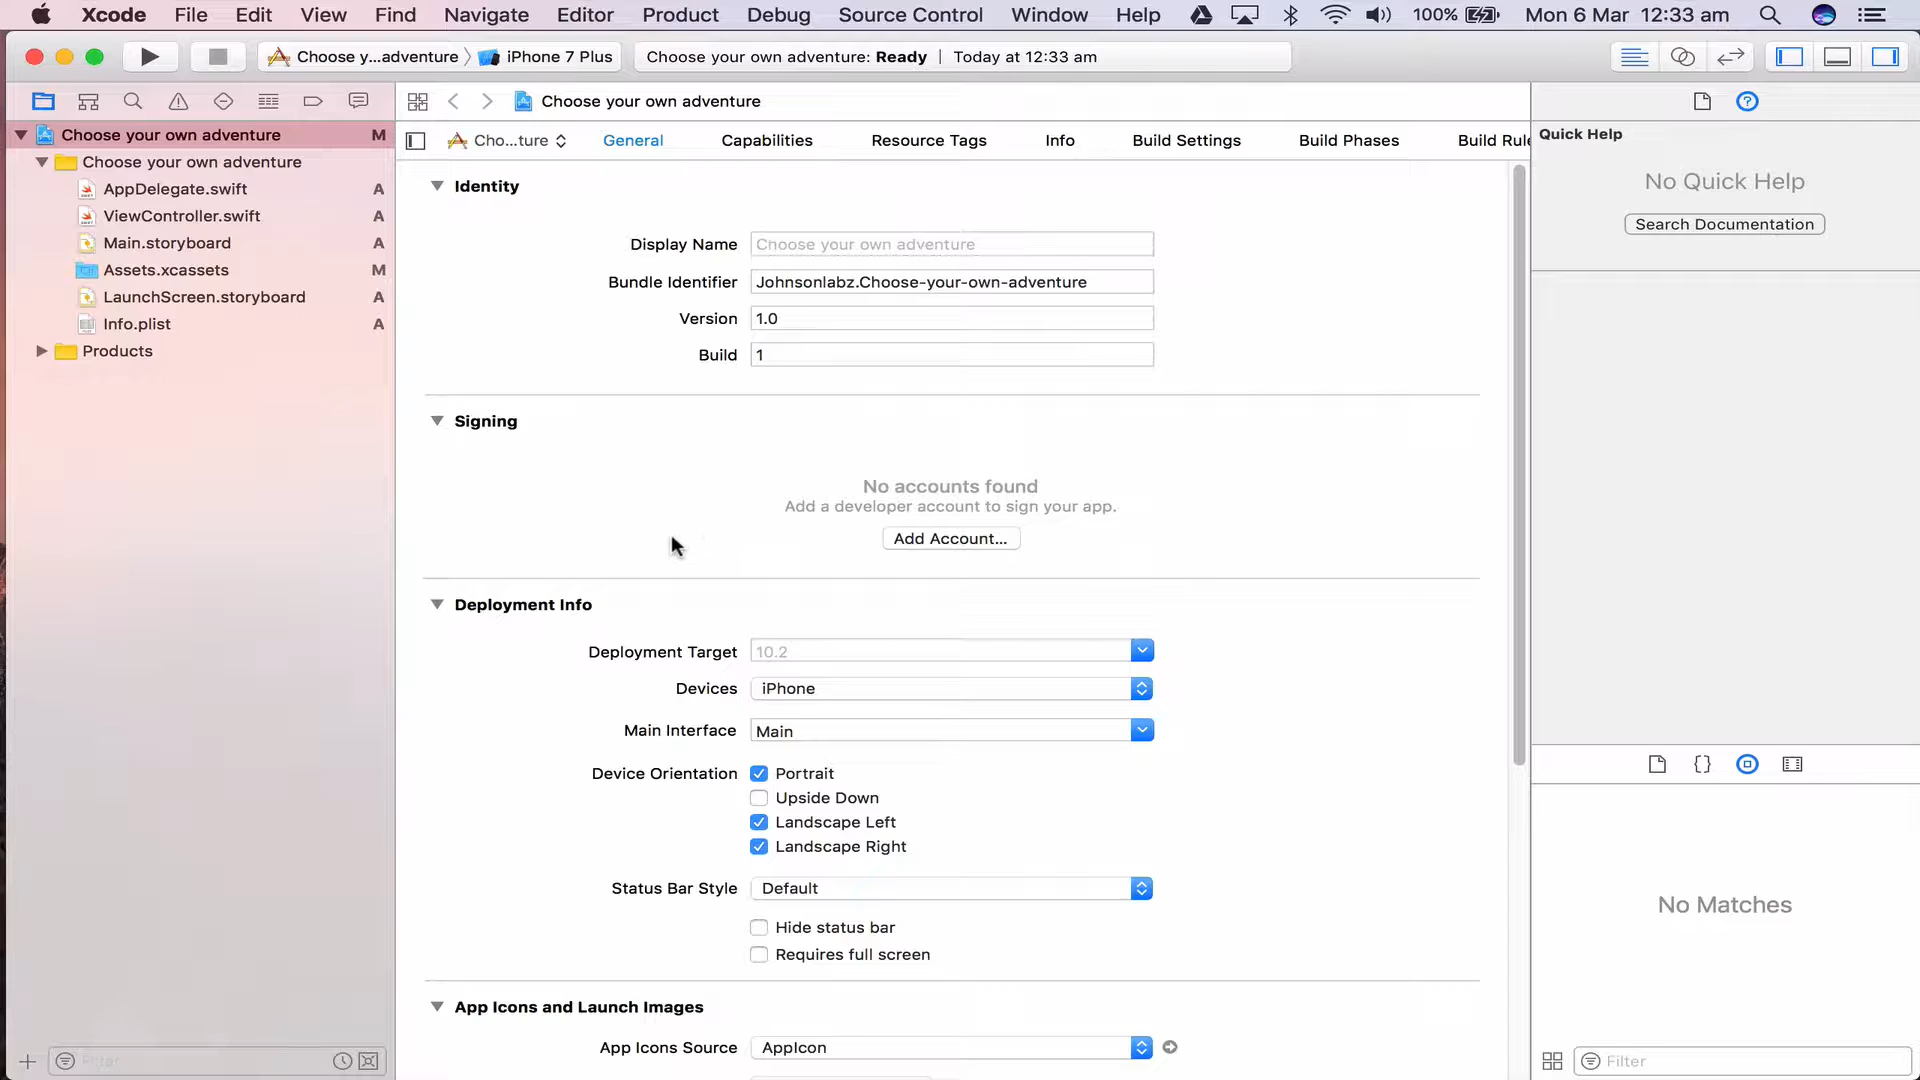 Xcode File Edit View Find Navigate Editor Product Debug Source Control Window Help 100% Mon 6 Mar 12:33 am
Choose y...adventure iPhone 7 Plus Choose your own adventure: Ready | Today at 12:33 am
Choose your own adventure
Choose your own adventure M
Choose your own adventure
AppDelegate.swift A
ViewController.swift A
Main.storyboard A
Assets.xcassets M
LaunchScreen.storyboard A
Info.plist A
Products
Filter
Cho...ture General Capabilities Resource Tags Info Build Settings Build Phases Build Rule
Identity
Display Name Choose your own adventure
Bundle Identifier Johnsonlabz.Choose-your-own-adventure
Version 1.0
Build 1
Signing
No accounts found
Add a developer account to sign your app.
Add Account...
Deployment Info
Deployment Target 10.2
Devices iPhone
Main Interface Main
Device Orientation Portrait
Upside Down
Landscape Left
Landscape Right
Status Bar Style Default
Hide status bar
Requires full screen
App Icons and Launch Images
App Icons Source AppIcon
Quick Help
No Quick Help
Search Documentation
{}
No Matches
Filter